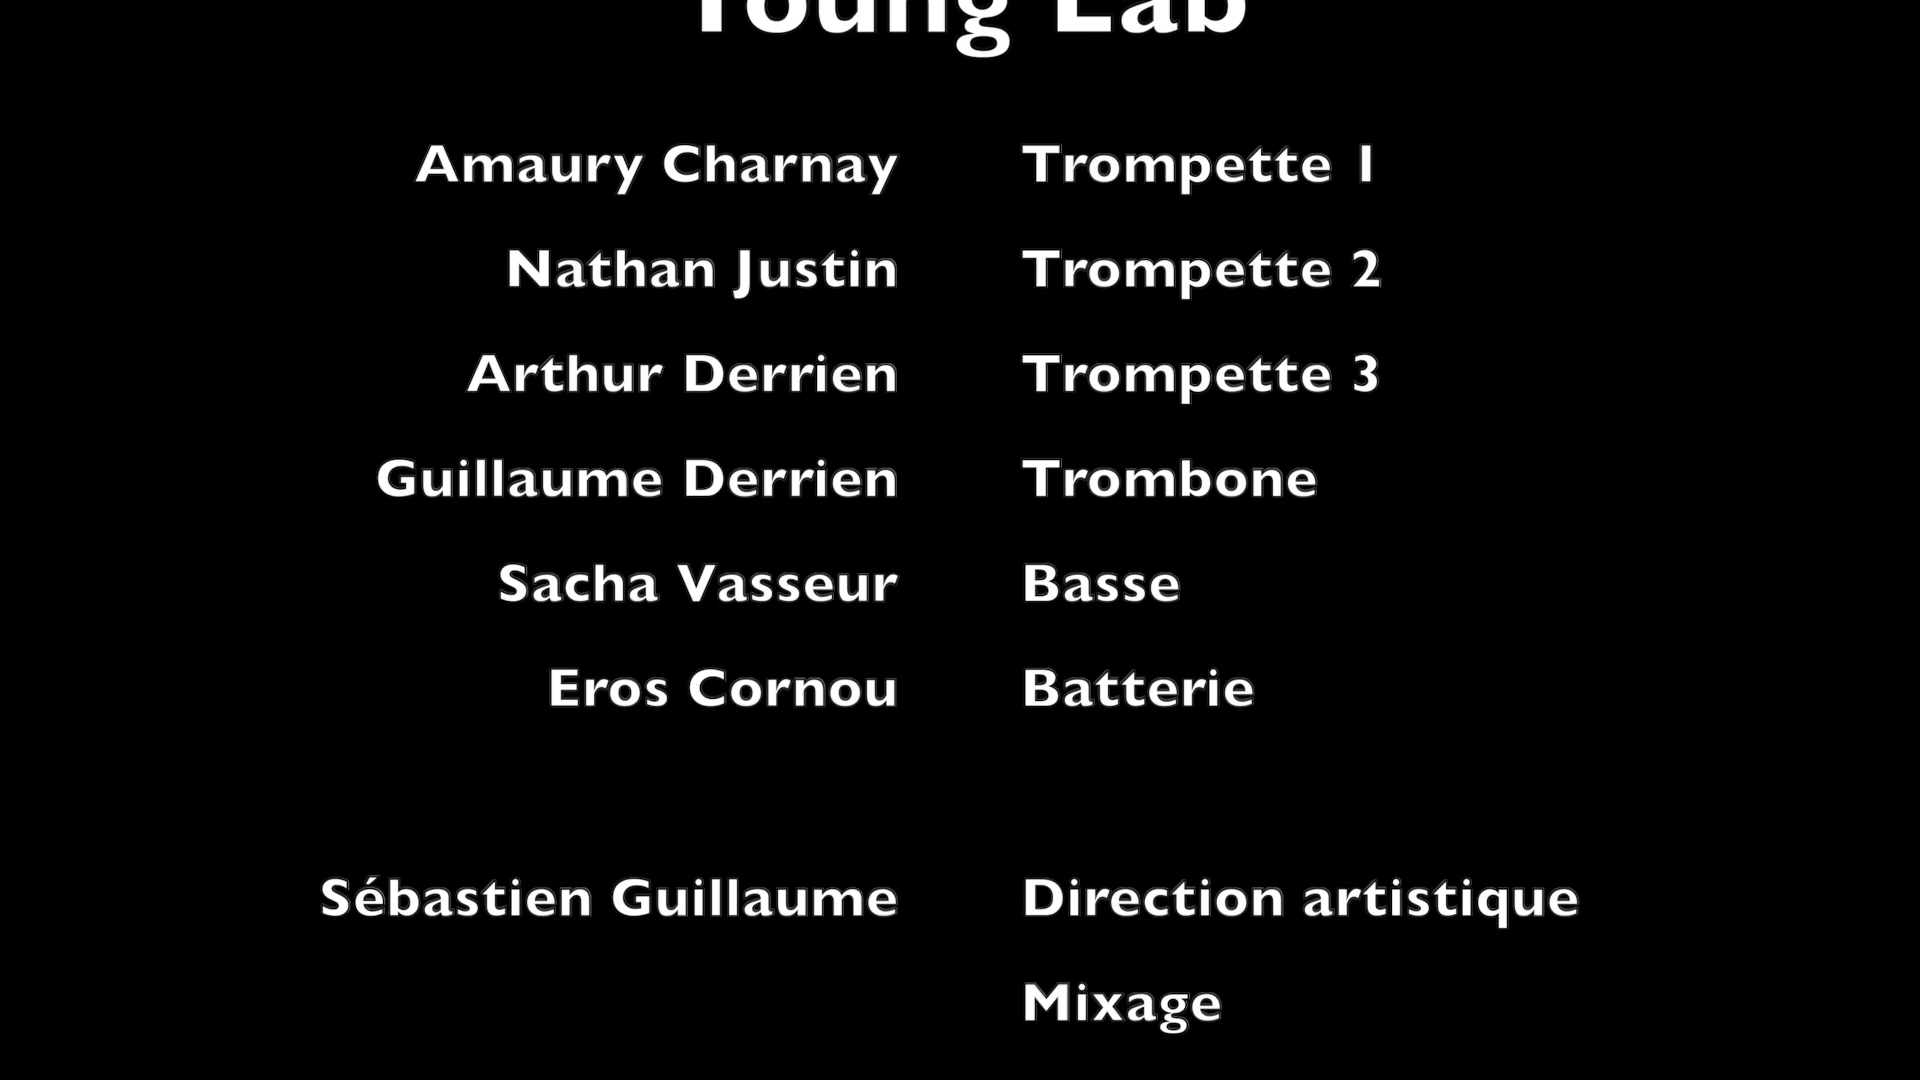 Young Lab
Amaury Charnay Trompette 1
Nathan Justin Trompette 2
Arthur Derrien Trompette 3
Guillaume Derrien Trombone
Sacha Vasseur Basse
Eros Cornou Batterie
Sébastien Guillaume Direction artistique
Mixage